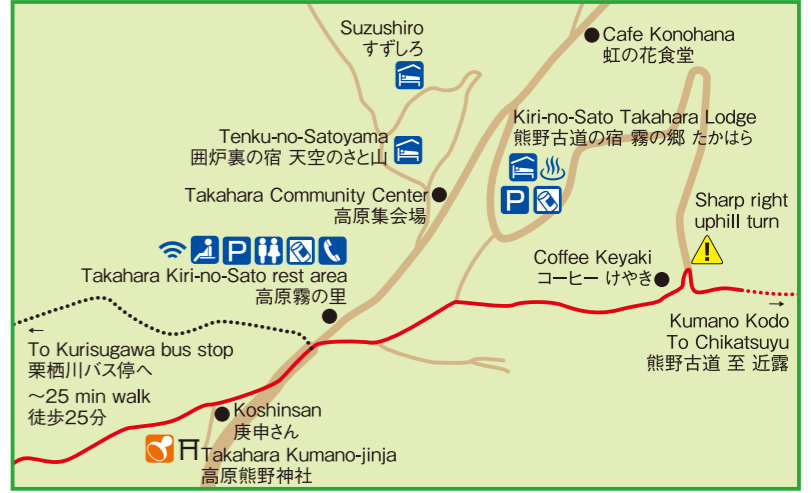 Suzushiro
すずしろ
Cafe Konohana
虹の花食堂
Tenku-no-Satoyama
囲炉裏の宿 天空のさと山
Kiri-no-Sato Takahara Lodge
熊野古道の宿 霧の郷 たかはら
P
Takahara Community Center
高原集会場
Sharp right
uphill turn
!
P
Takahara Kiri-no-Sato rest area
高原霧の里
Coffee Keyaki
コーヒー けやき
←
To Kurisugawa bus stop
栗栖川バス停へ
～25 min walk
徒歩25分
→
Kumano Kodo
To Chikatsuyu
熊野古道 至 近露
Koshinsan
庚申さん
Takahara Kumano-jinja
高原熊野神社